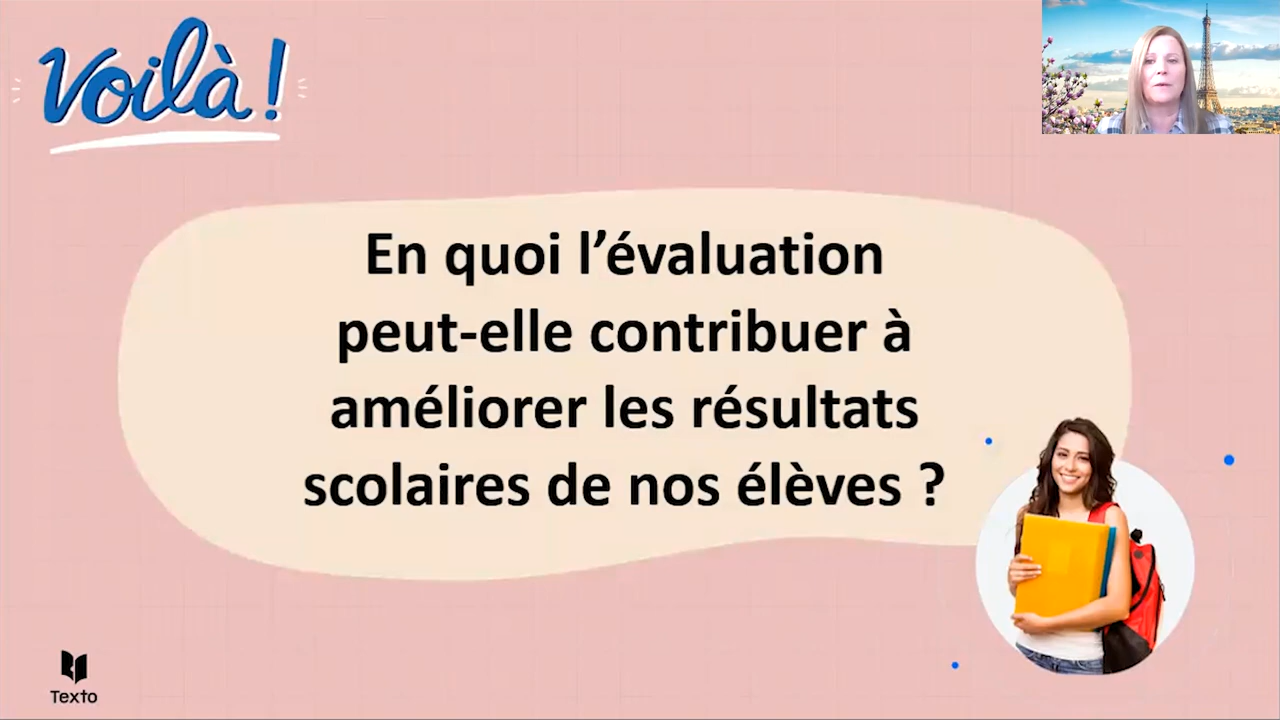 Voilà!
En quoi l’évaluation
peut-elle contribuer à
améliorer les résultats
scolaires de nos élèves ?
Texto